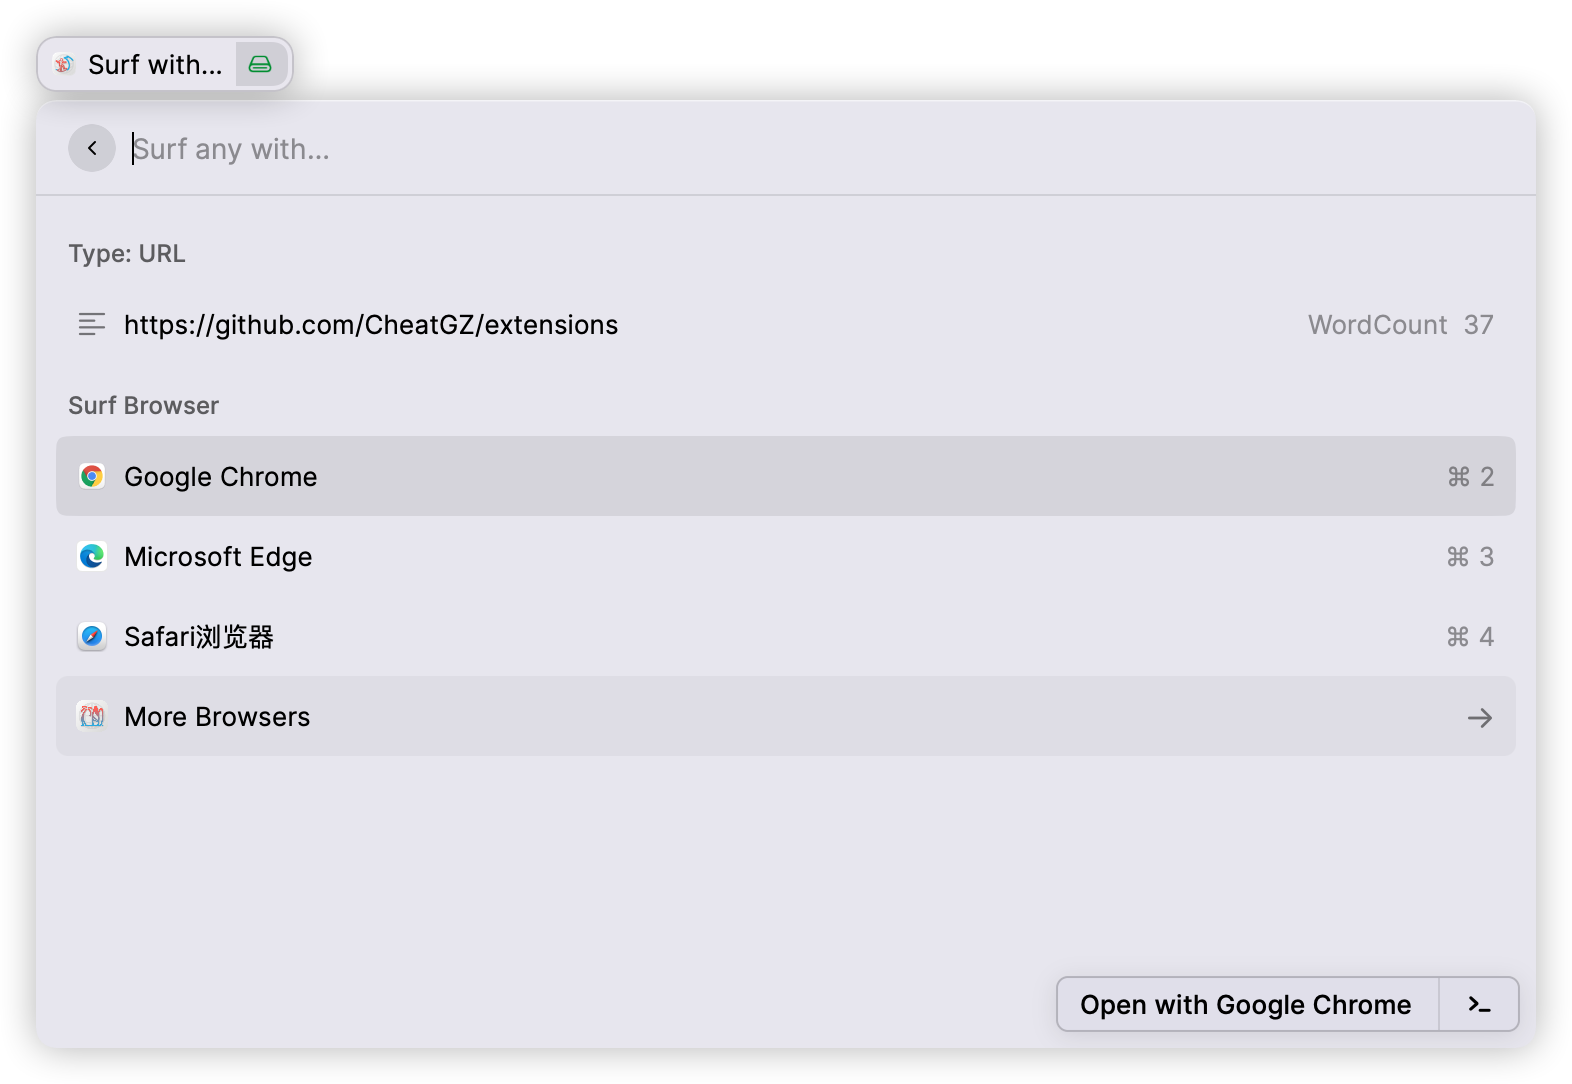 Surf with...
Surf any with...
Type: URL
https://github.com/CheatGZ/extensions WordCount 37
Surf Browser
Google Chrome ⌘ 2
Microsoft Edge ⌘ 3
Safari浏览器 ⌘ 4
More Browsers →
Open with Google Chrome >_